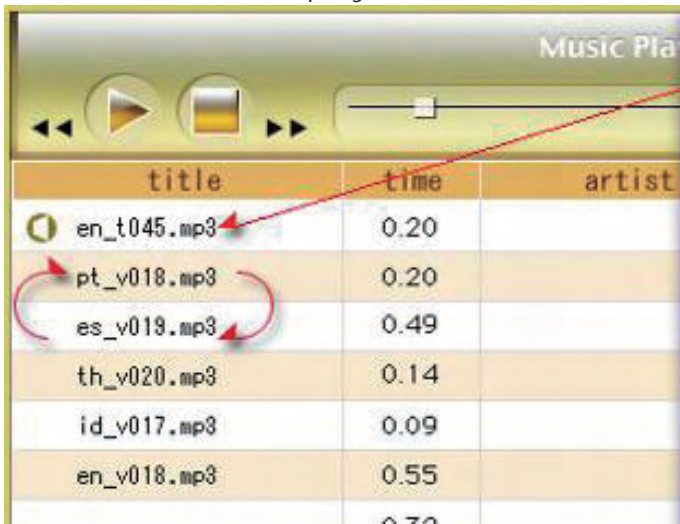 Music Pla
title time artist
en_t045.mp3 0.20
pt_v018.mp3 0.20
es_v019.mp3 0.49
th_v020.mp3 0.14
id_v017.mp3 0.09
en_v018.mp3 0.55